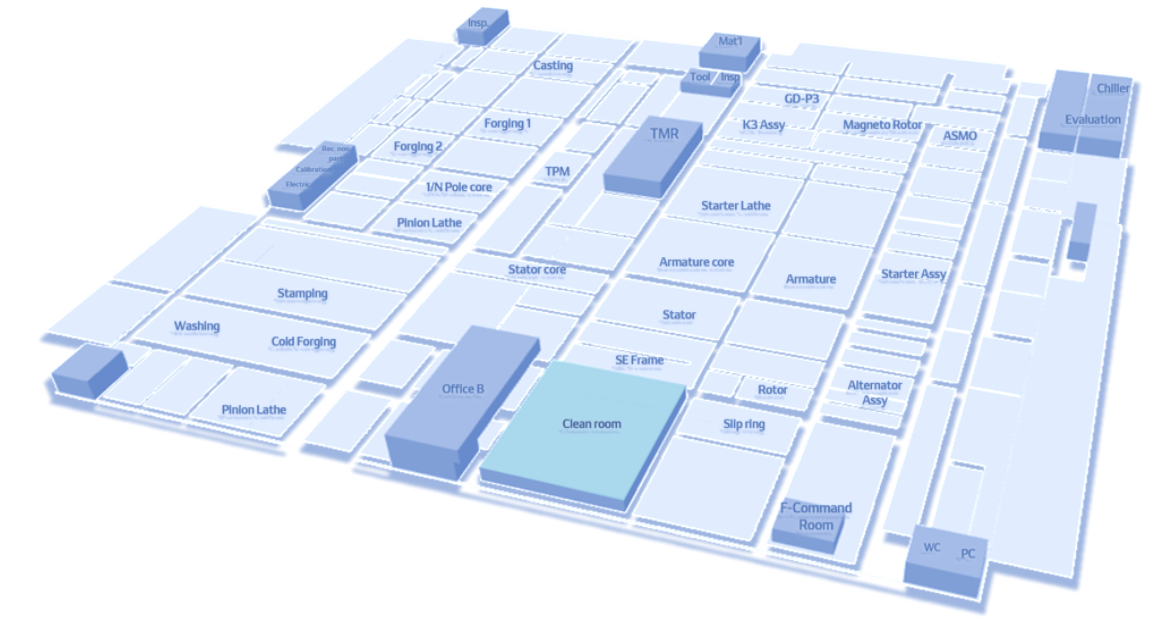 Insp.
Mat'l
Tool Insp
Chiller
Casting
GD-P3
Evaluation
Forging 1
K3 Assy
Magneto Rotor
TMR
ASMO
Forging 2
Calibration
Electric
TPM
1/N Pole core
Starter Lathe
Pinion Lathe
Stator core
Armature core
Armature
Starter Assy
Stamping
Stator
Washing
Cold Forging
SE Frame
Office B
Rotor
Alternator
Assy
Pinion Lathe
Clean room
Slip ring
F-Command
Room
WC PC